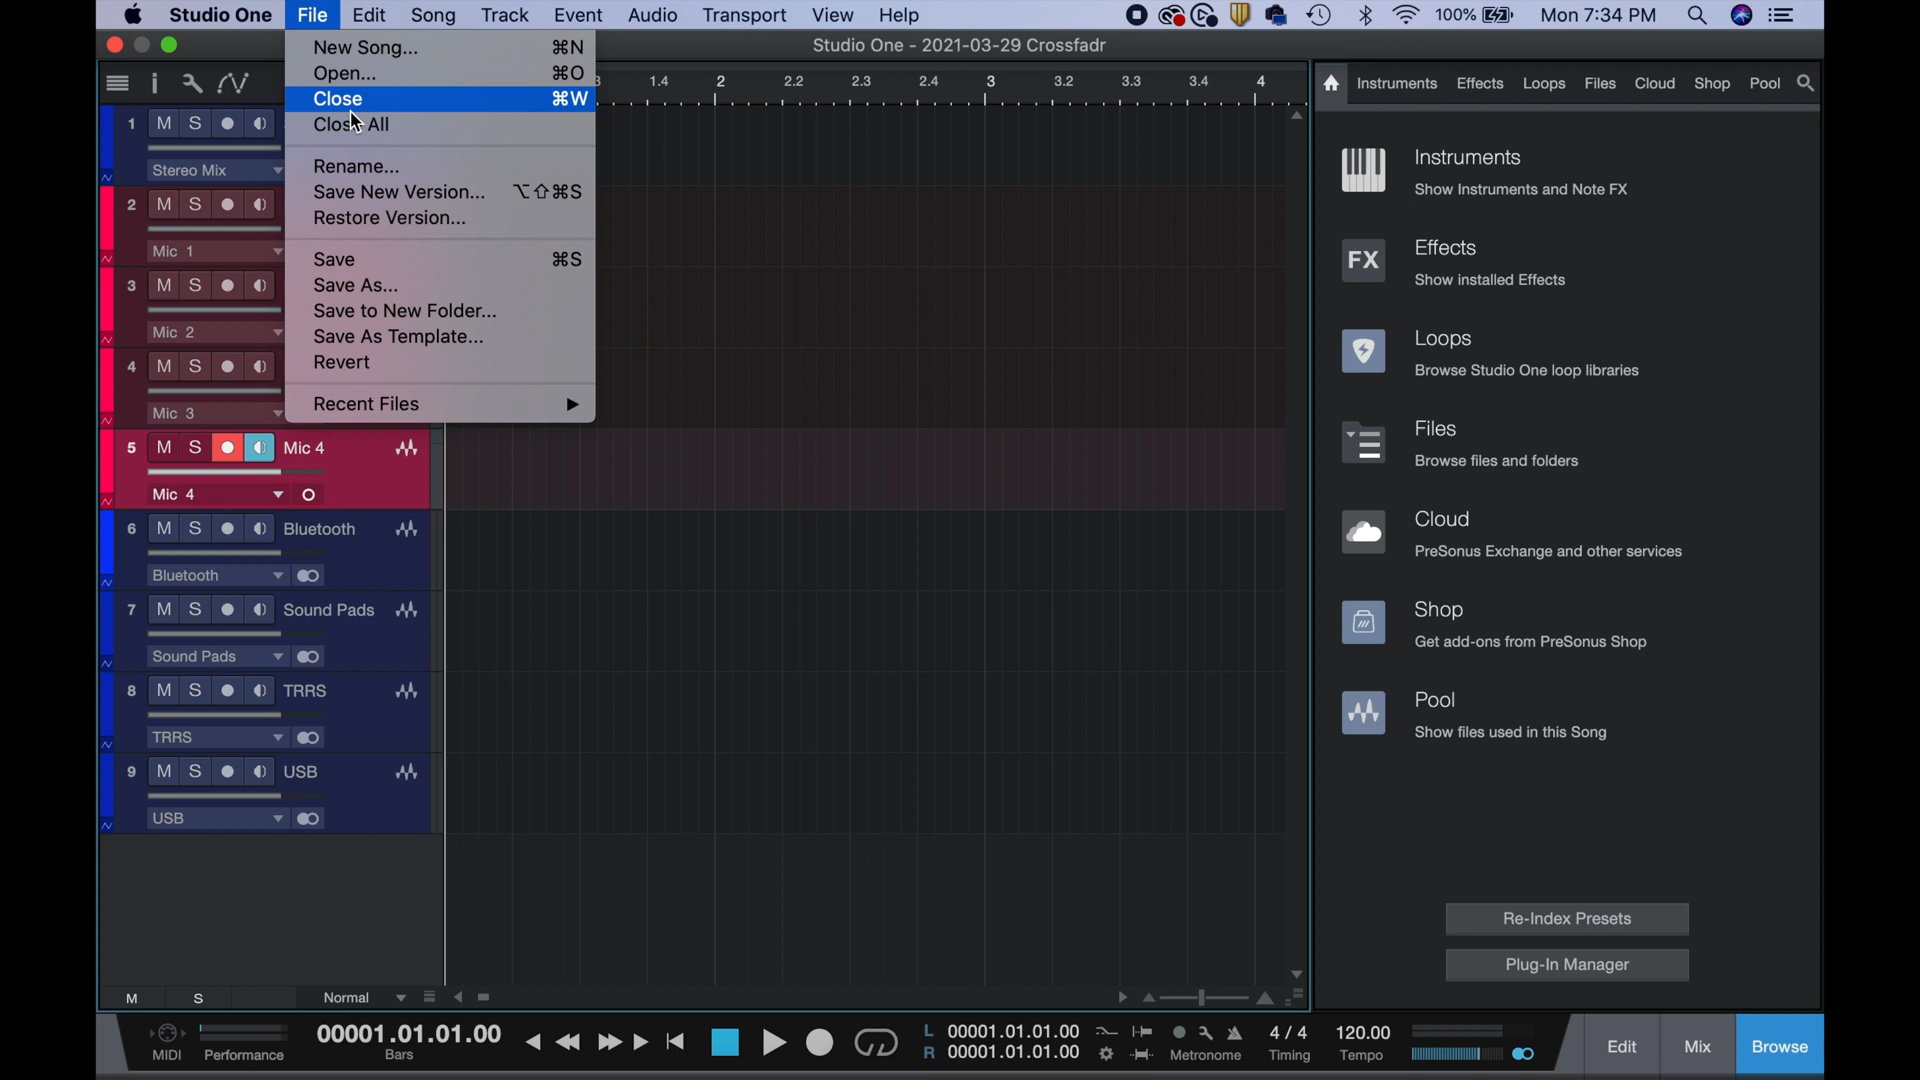 Studio One File Edit Song Track Event Audio Transport View Help 100% Mon 7:34 PM
Studio One - 2021-03-29 Crossfadr
New Song... ⌘N
Open... ⌘O
Close ⌘W
Close All
Rename...
Save New Version... ⌥⇧⌘S
Restore Version...
Save ⌘S
Save As...
Save to New Folder...
Save As Template...
Revert
Recent Files
3 1.4 2 2.2 2.3 2.4 3 3.2 3.3 3.4 4
1 M S
Stereo Mix
2 M S
Mic 1
3 M S
Mic 2
4 M S
Mic 3
5 M S Mic 4
Mic 4
6 M S Bluetooth
Bluetooth
7 M S Sound Pads
Sound Pads
8 M S TRRS
TRRS
9 M S USB
USB
Instruments Effects Loops Files Cloud Shop Pool
Instruments
Show Instruments and Note FX
FX
Effects
Show installed Effects
Loops
Browse Studio One loop libraries
Files
Browse files and folders
Cloud
PreSonus Exchange and other services
Shop
Get add-ons from PreSonus Shop
Pool
Show files used in this Song
Re-Index Presets
Plug-In Manager
M S Normal
MIDI Performance
00001.01.01.00
Bars
L 00001.01.01.00
R 00001.01.01.00
Metronome
4 / 4
Timing
120.00
Tempo
Edit Mix Browse